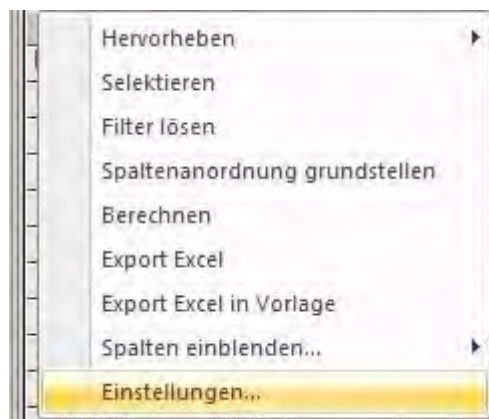 Hervorheben
Selektieren
Filter lösen
Spaltenanordnung grundstellen
Berechnen
Export Excel
Export Excel in Vorlage
Spalten einblenden...
Einstellungen...